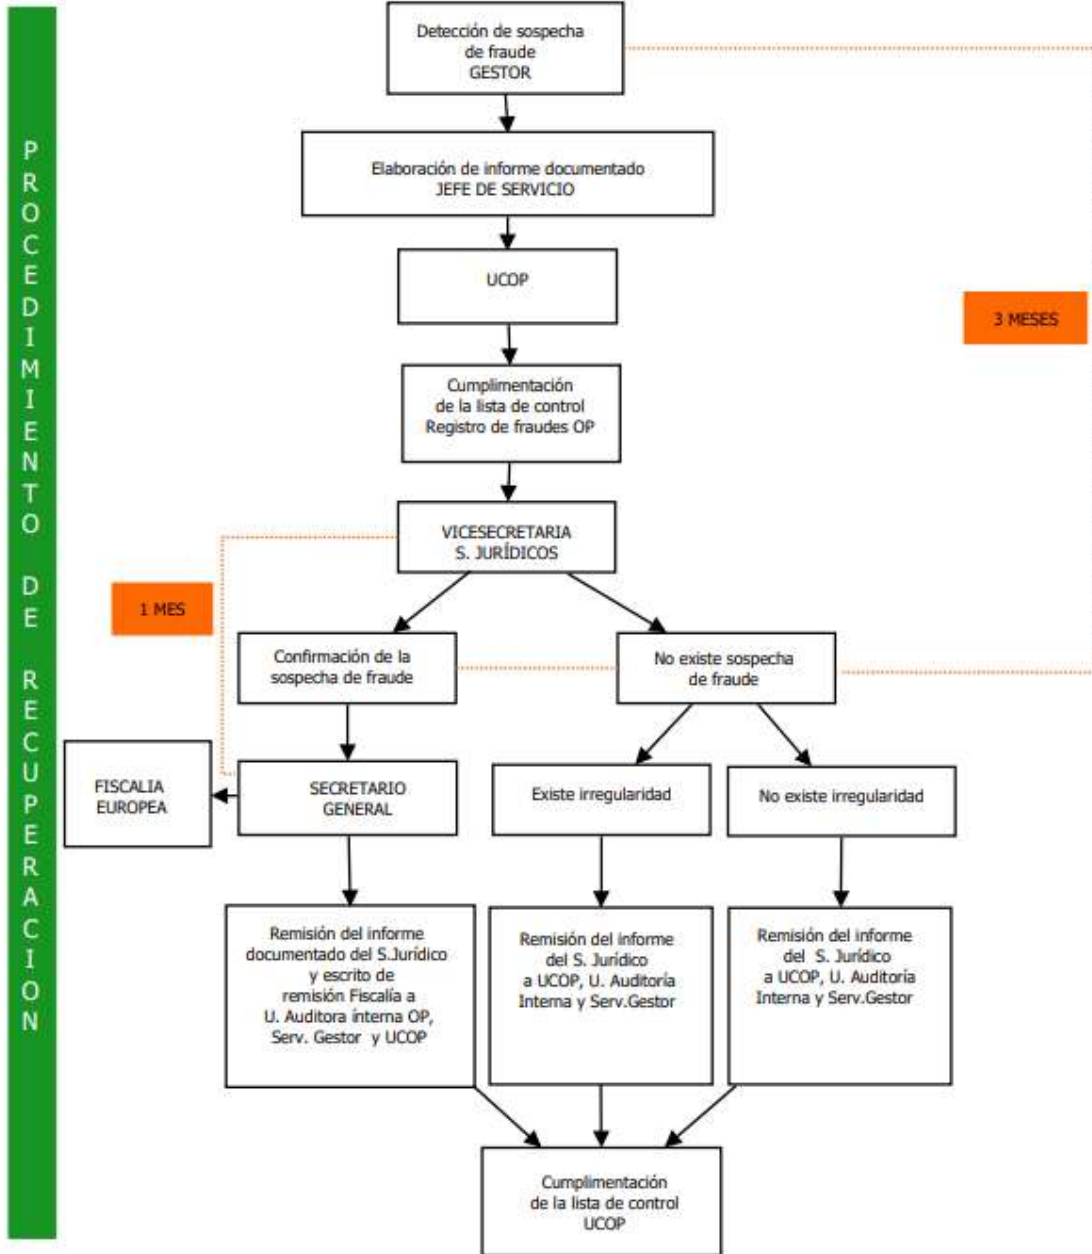 PROCEDIMIENTO DE RECUPERACION
Detección de sospecha
de fraude
GESTOR
Elaboración de informe documentado
JEFE DE SERVICIO
UCOP
3 MESES
Cumplimentación
de la lista de control
Registro de fraudes OP
VICESECRETARIA
S. JURÍDICOS
1 MES
Confirmación de la
sospecha de fraude
No existe sospecha
de fraude
FISCALIA
EUROPEA
SECRETARIO
GENERAL
Existe irregularidad
No existe irregularidad
Remisión del informe
documentado del S.Jurídico
y escrito de
remisión Fiscalía a
U. Auditora interna OP,
Serv. Gestor y UCOP
Remisión del informe
del S. Jurídico
a UCOP, U. Auditoría
Interna y Serv.Gestor
Remisión del informe
del S. Jurídico
a UCOP, U. Auditoría
Interna y Serv.Gestor
Cumplimentación
de la lista de control
UCOP